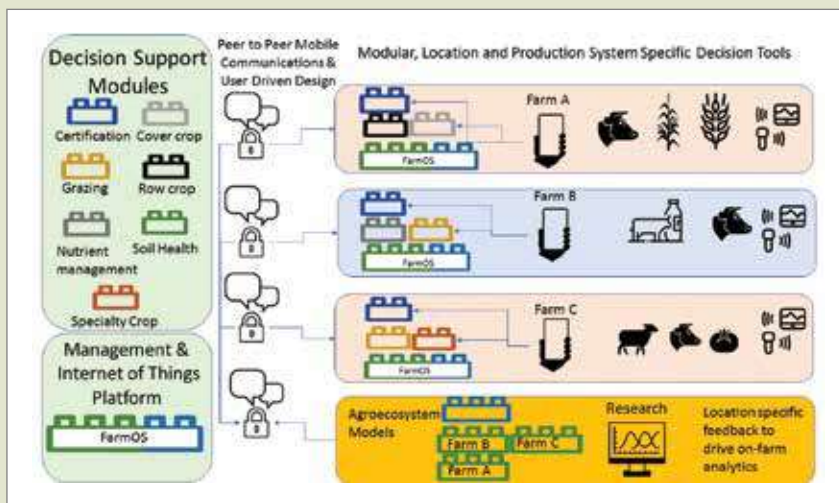 Decision Support
Modules
Certification
Cover crop
Grazing
Row crop
Nutrient
management
Soil Health
Specialty Crop
Management &
Internet of Things
Platform
FarmOS
Peer to Peer Mobile
Communications &
User Driven Design
Modular, Location and Production System Specific Decision Tools
Farm A
FarmOS
Farm B
FarmOS
Farm C
FarmOS
Agroecosystem
Models
Farm B
Farm C
Farm A
Research
Location specific
feedback to
drive on-farm
analytics